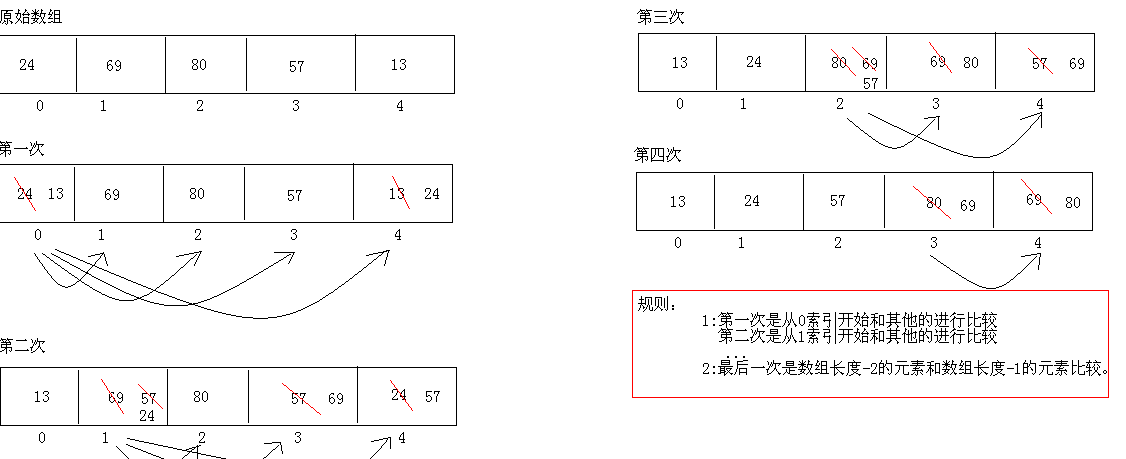 原始数组
24 69 80 57 13
0 1 2 3 4
第一次
24 13 69 80 57 13 24
0 1 2 3 4
第二次
13 69 57 80 57 69 24 57
24
0 1 2 3 4
第三次
13 24 80 69 69 80 57 69
57
0 1 2 3 4
第四次
13 24 57 80 69 69 80
0 1 2 3 4
规则：
1:第一次是从0索引开始和其他的进行比较
第二次是从1索引开始和其他的进行比较
...
2:最后一次是数组长度-2的元素和数组长度-1的元素比较。